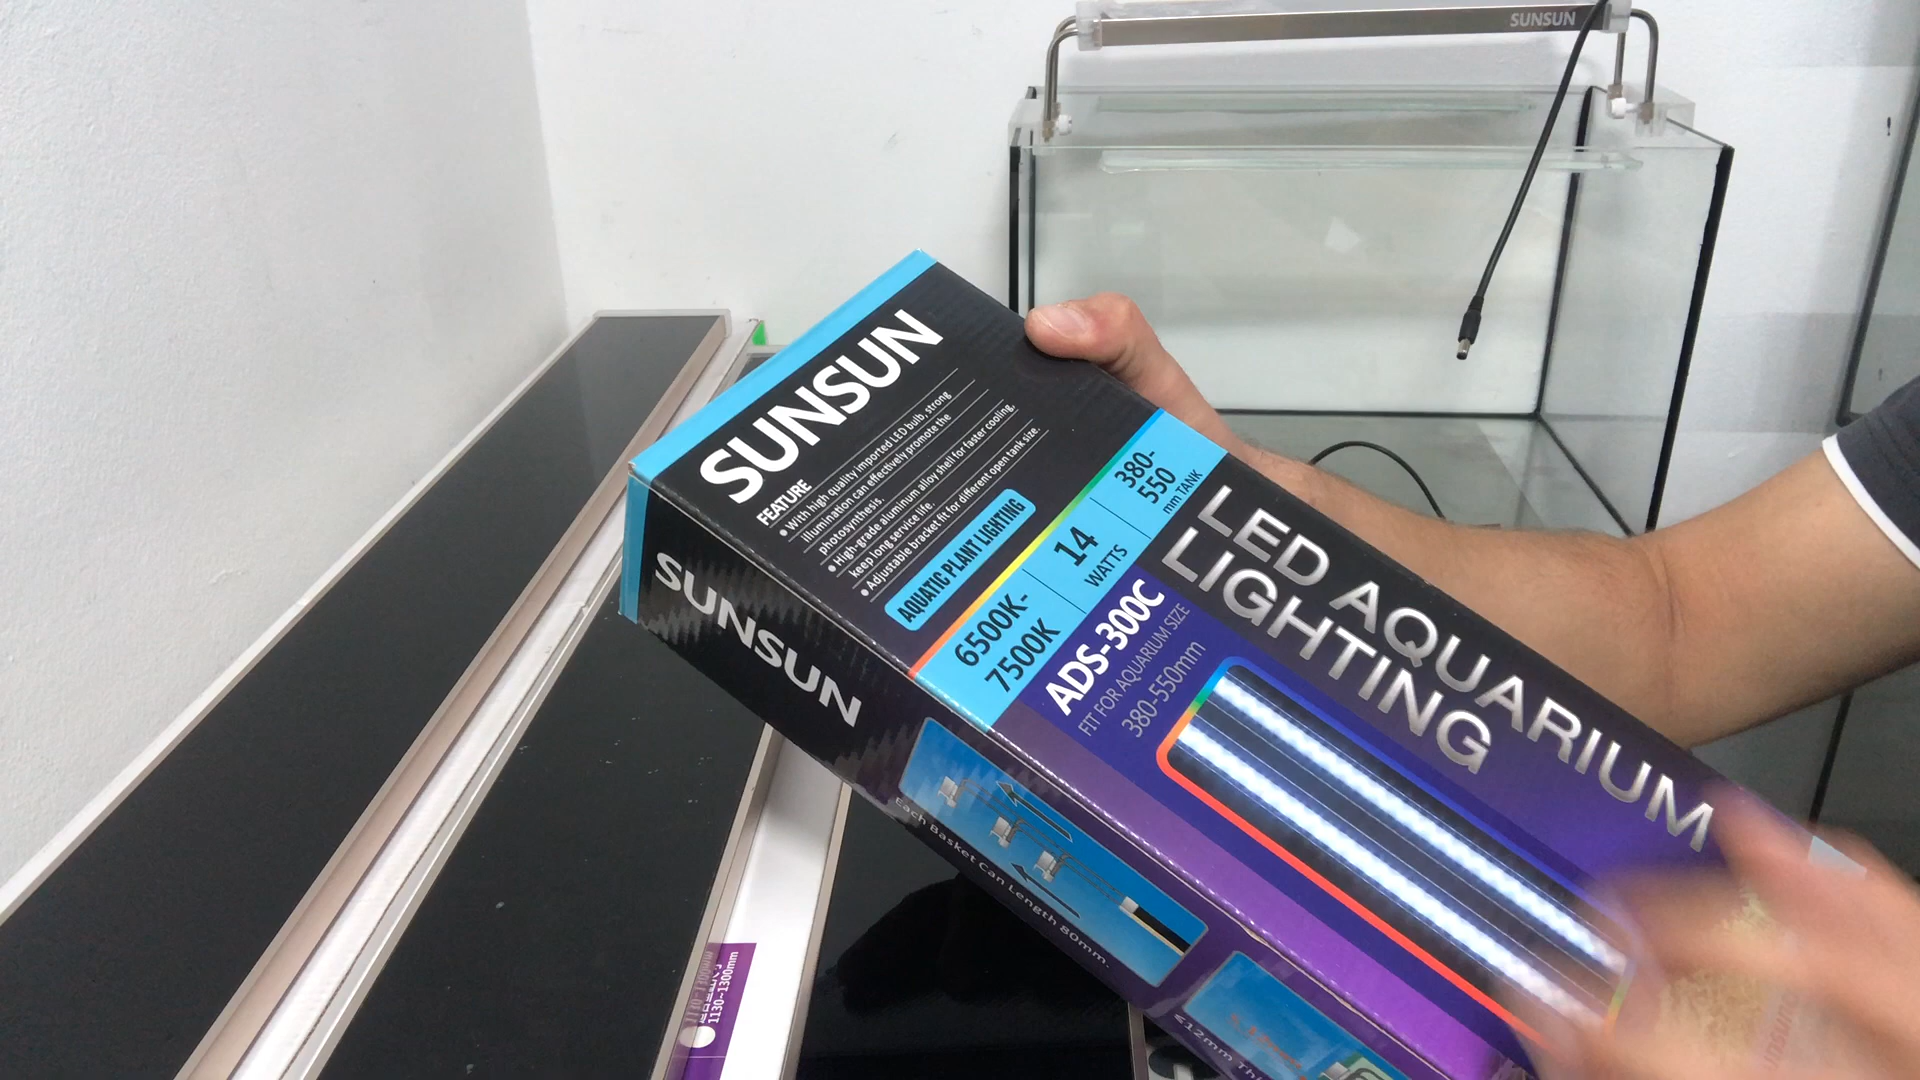 SUNSUN
SUNSUN
FEATURE
• With high quality imported LED bulb, strong
illumination can effectively promote the
photosynthesis.
• High-grade aluminum alloy shell for faster cooling,
keep long service life.
• Adjustable bracket fit for different open tank size.
AQUATIC PLANT LIGHTING
6500K-
7500K
14
WATTS
380-
550
mm TANK
LED AQUARIUM
LIGHTING
ADS-300C
FIT FOR AQUARIUM SIZE
380-550mm
SUNSUN
Each Basket Can Length 80mm.
1130~1300mm
SUNSUN